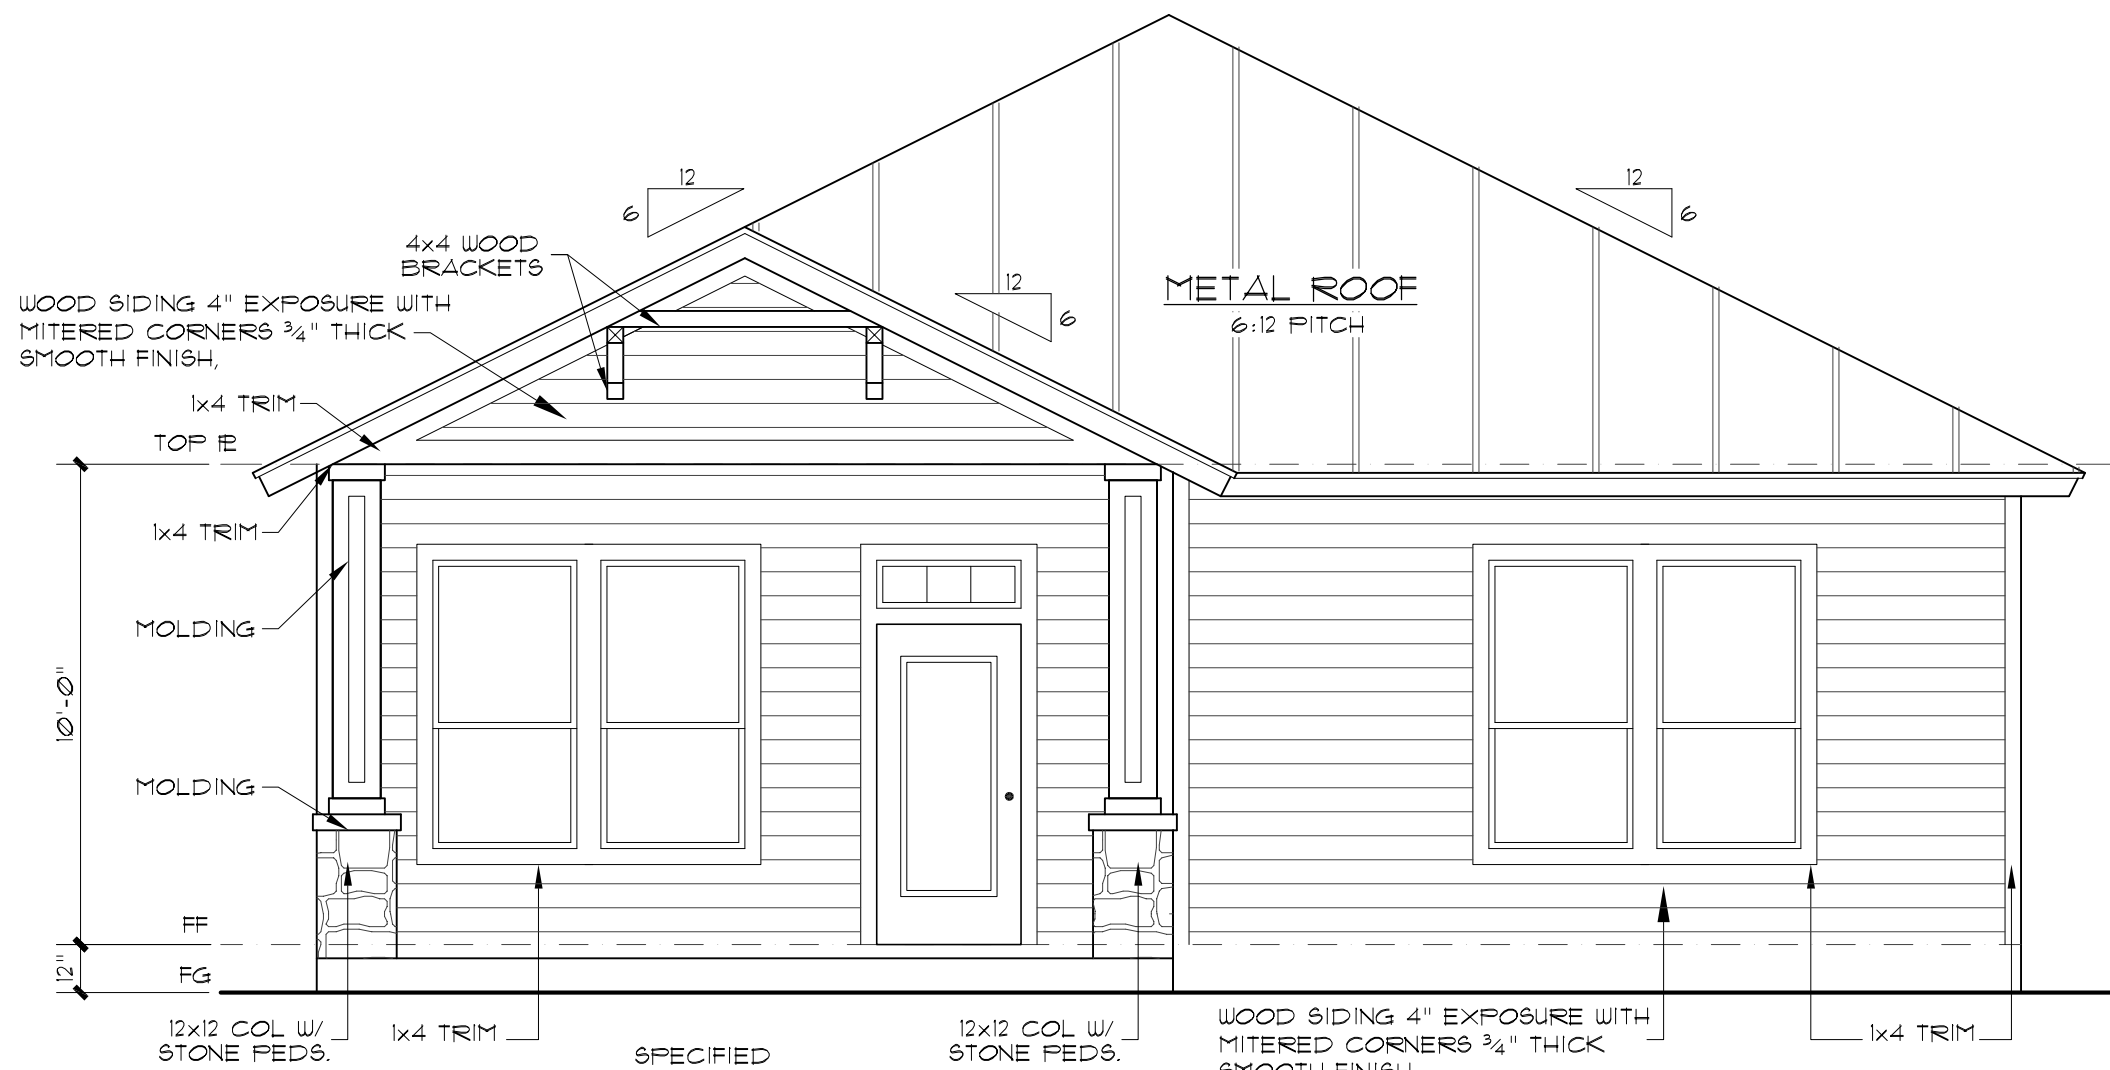 12
6
12
6
4x4 WOOD
BRACKETS
12
6
METAL ROOF
6:12 PITCH
WOOD SIDING 4" EXPOSURE WITH
MITERED CORNERS ¾" THICK
SMOOTH FINISH,
1x4 TRIM
TOP PL
1x4 TRIM
MOLDING
10'-0"
MOLDING
FF
12"
FG
12x12 COL W/
STONE PEDS.
1x4 TRIM
SPECIFIED
12x12 COL W/
STONE PEDS.
WOOD SIDING 4" EXPOSURE WITH
MITERED CORNERS ¾" THICK
SMOOTH FINISH
1x4 TRIM